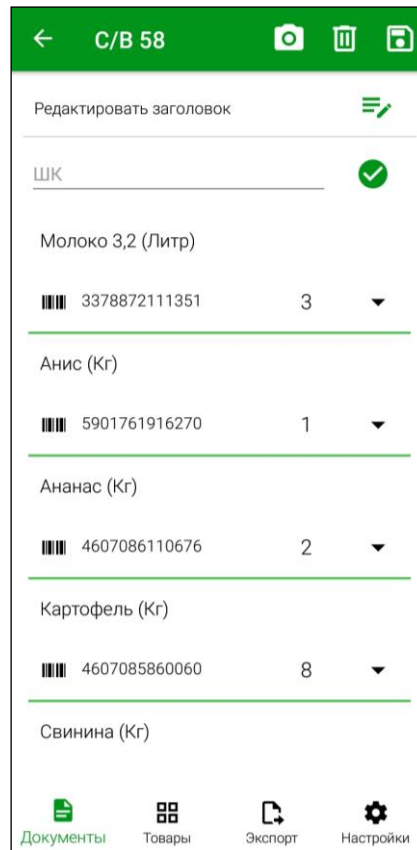 С/В 58
Редактировать заголовок
ШК
Молоко 3,2 (Литр)
3378872111351 3
Анис (Кг)
5901761916270 1
Ананас (Кг)
4607086110676 2
Картофель (Кг)
4607085860060 8
Свинина (Кг)
Документы Товары Экспорт Настройки